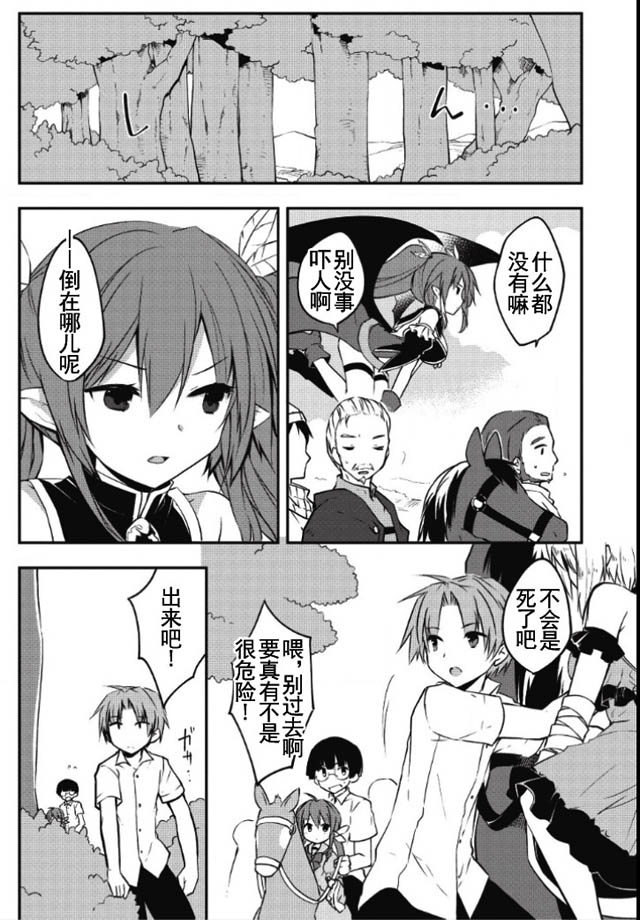 しーん…
什么都
没有嘛
别没事
吓人啊
——倒在哪儿呢
不会是
死了吧
喂，别过去啊
要真有不是
很危险！
出来吧！
ガサ